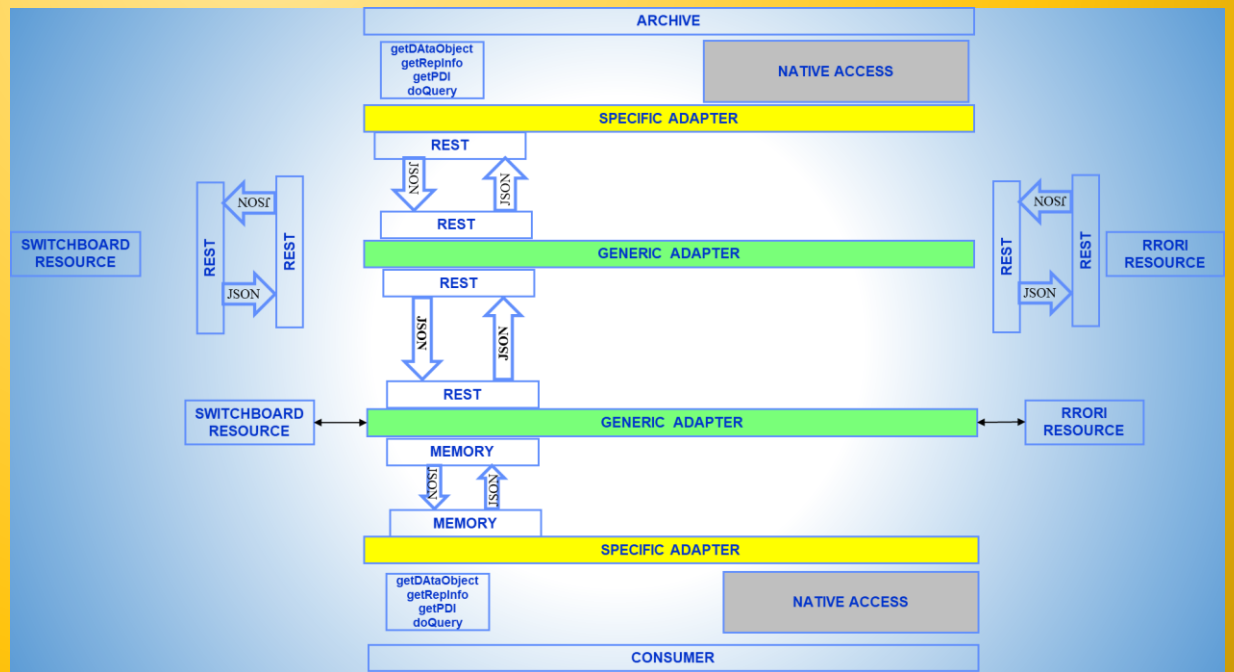 ARCHIVE
getDAtaObject
getRepInfo
getPDI
doQuery
NATIVE ACCESS
SPECIFIC ADAPTER
REST
JSON
JSON
REST
GENERIC ADAPTER
REST
JSON
JSON
REST
GENERIC ADAPTER
MEMORY
JSON
JSON
MEMORY
SPECIFIC ADAPTER
getDAtaObject
getRepInfo
getPDI
doQuery
NATIVE ACCESS
CONSUMER
SWITCHBOARD
RESOURCE
REST
JSON
JSON
REST
SWITCHBOARD
RESOURCE
REST
JSON
JSON
REST
RRORI
RESOURCE
RRORI
RESOURCE